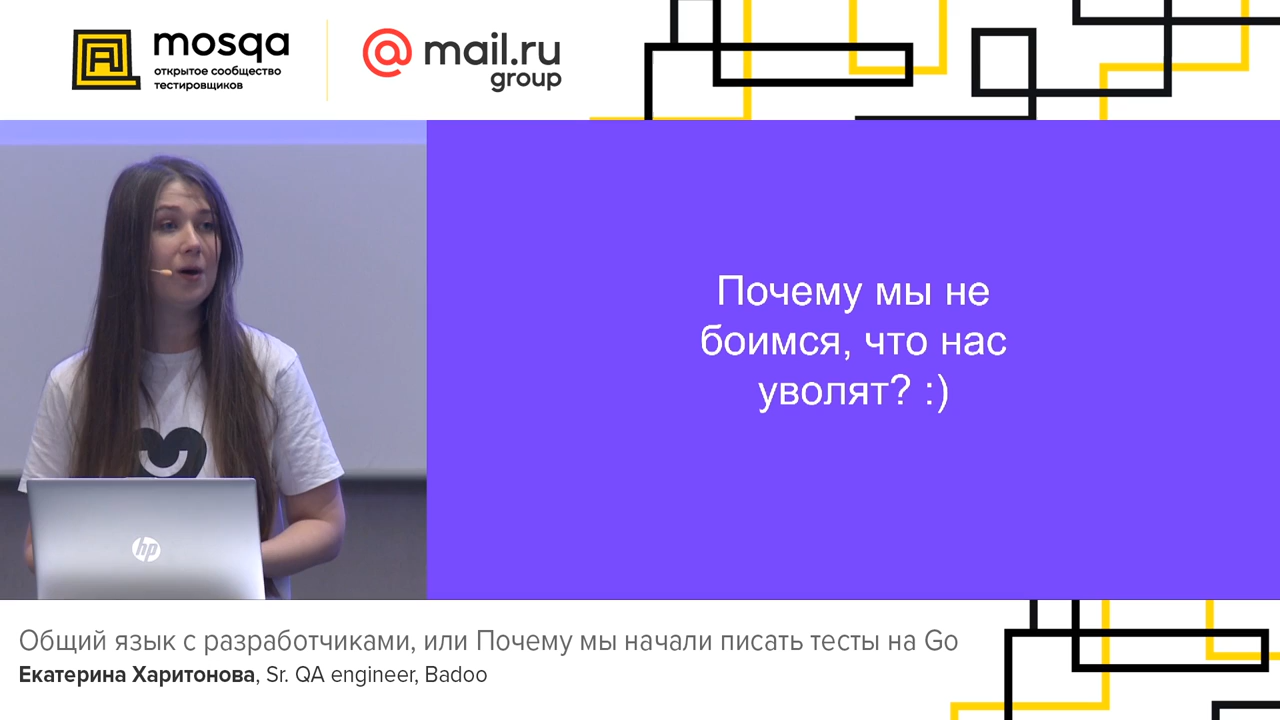 mosqa
открытое сообщество
тестировщиков
@mail.ru
group
Почему мы не
боимся, что нас
уволят? :)
hp
Общий язык с разработчиками, или Почему мы начали писать тесты на Go
Екатерина Харитонова, Sr. QA engineer, Badoo